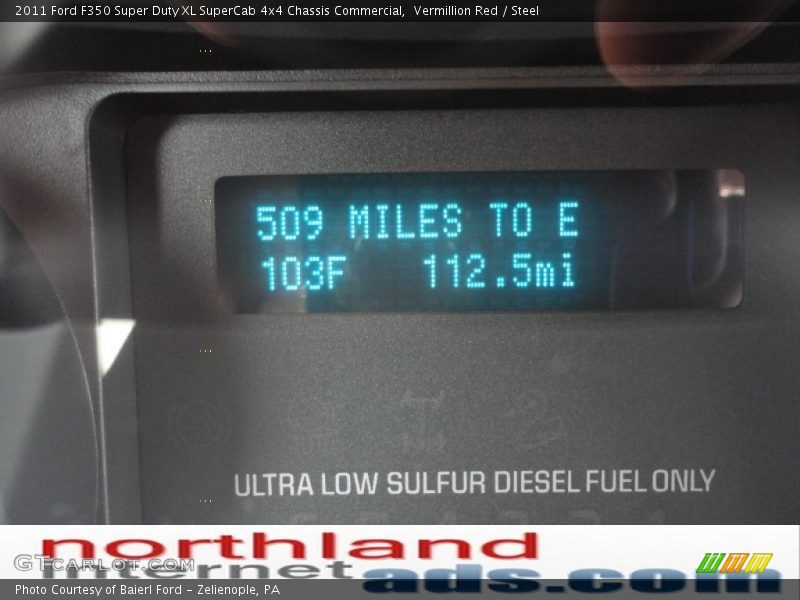 2011 Ford F350 Super Duty XL SuperCab 4x4 Chassis Commercial, Vermillion Red / Steel
509 MILES TO E
103F 112.5mi
ULTRA LOW SULFUR DIESEL FUEL ONLY
northland
internet ads.com
GTCarLot.com
Photo Courtesy of Baierl Ford - Zelienople, PA